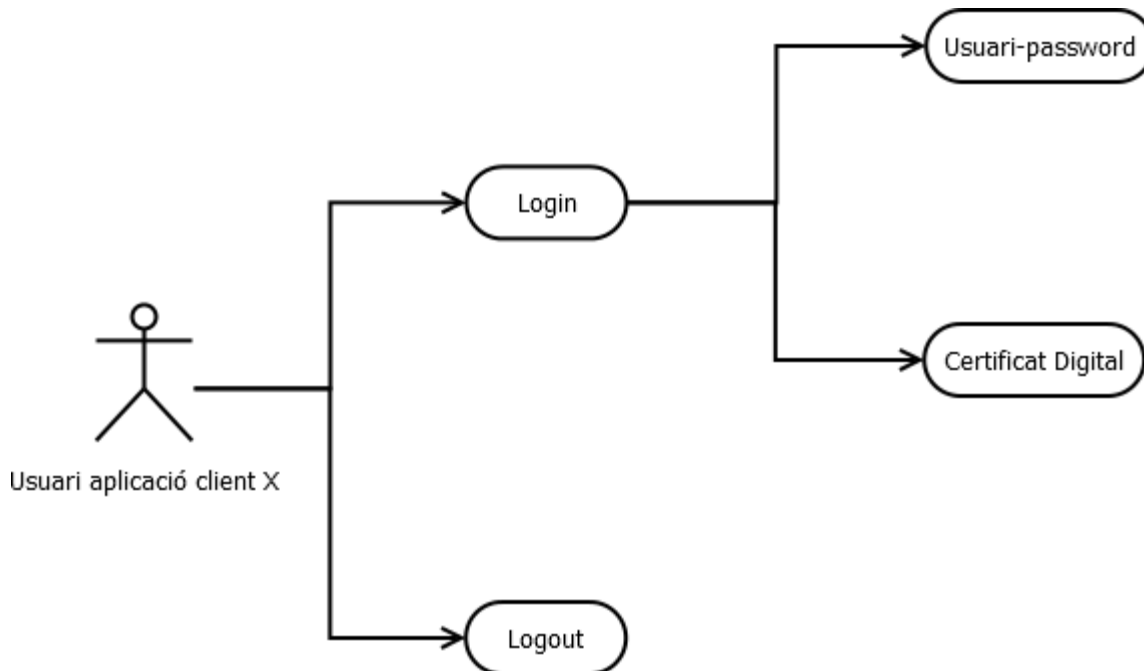 Usuari-password
Login
Certificat Digital
Usuari aplicació client X
Logout